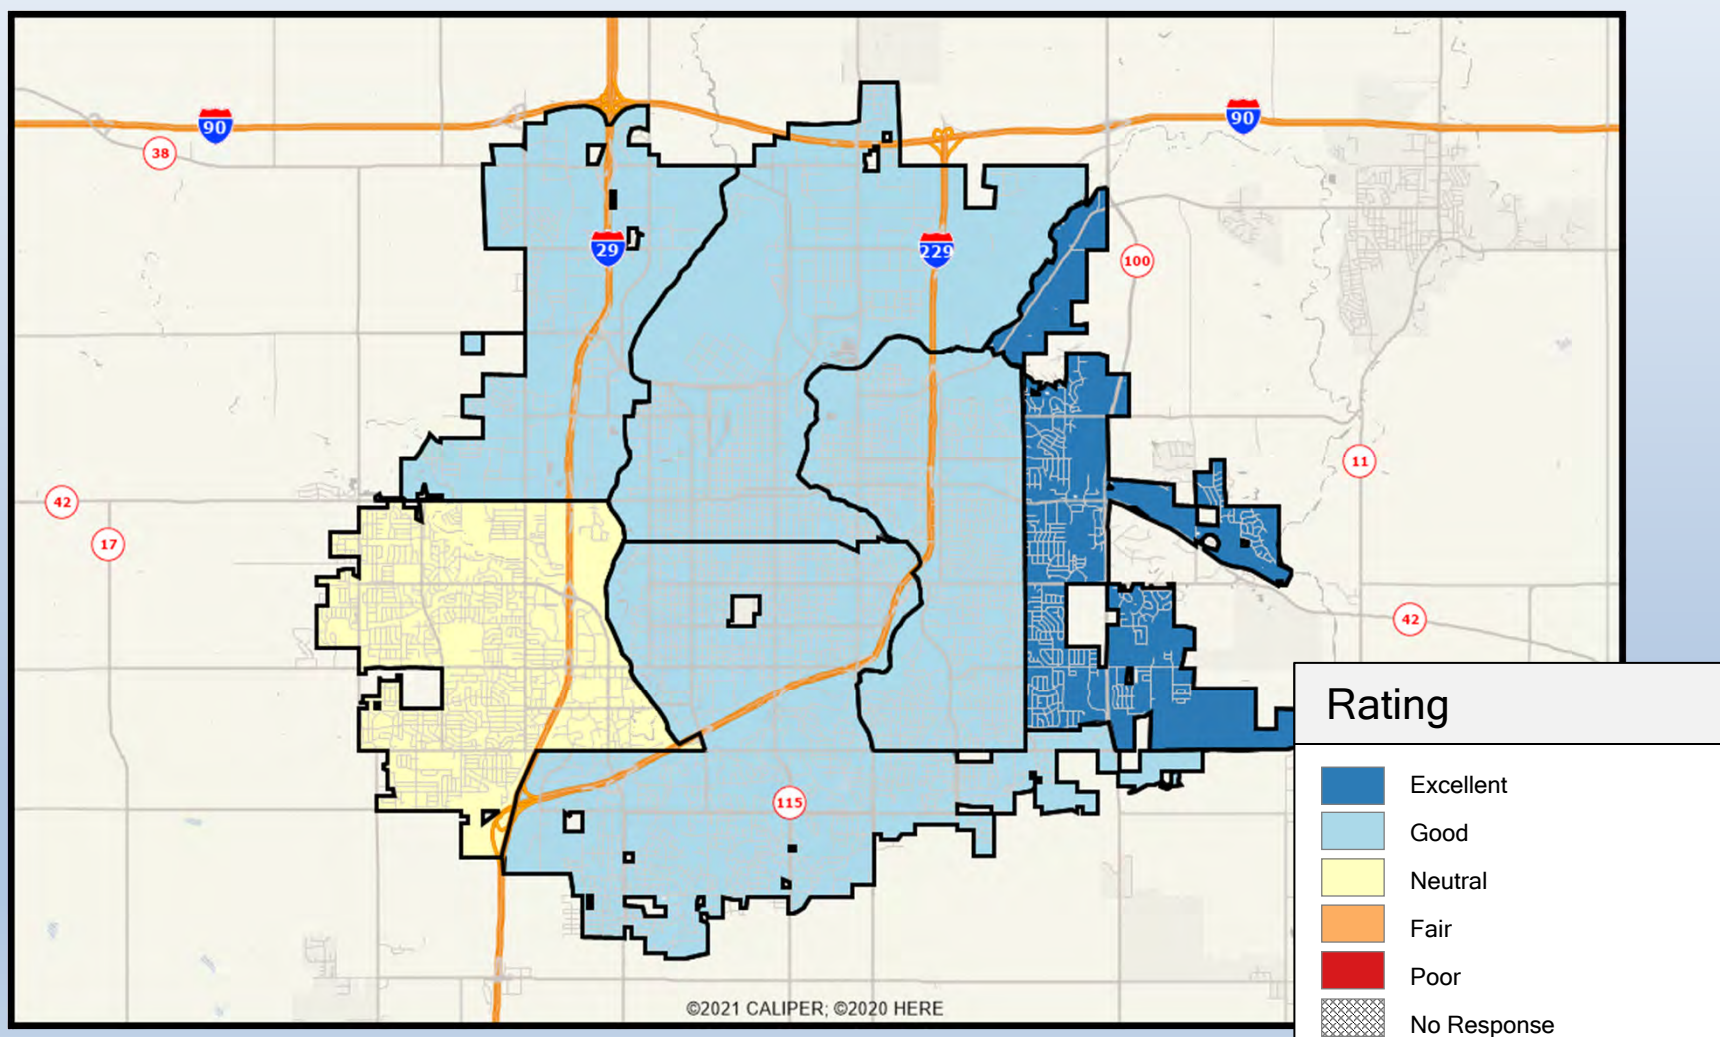 90
90
38
29
229
100
11
42
17
42
115
Rating
Excellent
Good
Neutral
Fair
Poor
No Response
©2021 CALIPER; ©2020 HERE